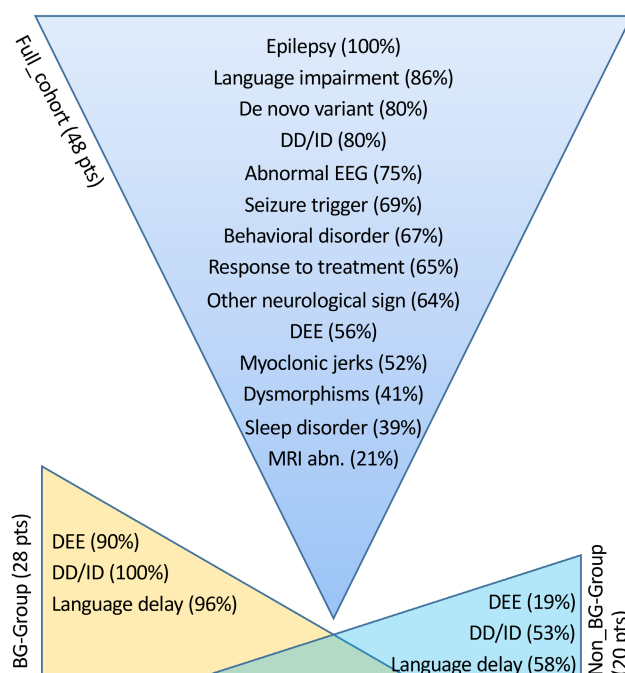 Full_cohort (48 pts)
Epilepsy (100%)
Language impairment (86%)
De novo variant (80%)
DD/ID (80%)
Abnormal EEG (75%)
Seizure trigger (69%)
Behavioral disorder (67%)
Response to treatment (65%)
Other neurological sign (64%)
DEE (56%)
Myoclonic jerks (52%)
Dysmorphisms (41%)
Sleep disorder (39%)
MRI abn. (21%)
BG-Group (28 pts)
DEE (90%)
DD/ID (100%)
Language delay (96%)
Non_BG-Group
(20 pts)
DEE (19%)
DD/ID (53%)
Language delay (58%)